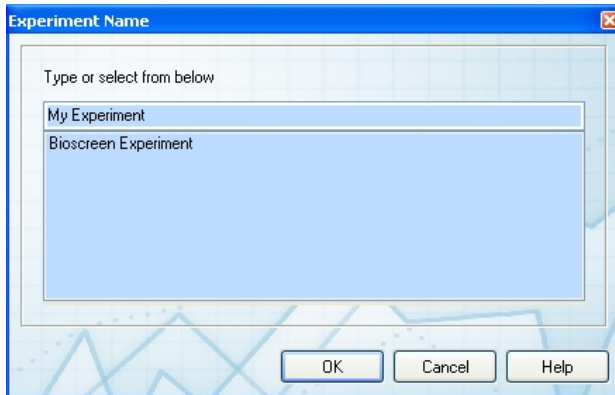 Experiment Name
Type or select from below
My Experiment
Bioscreen Experiment
OK Cancel Help